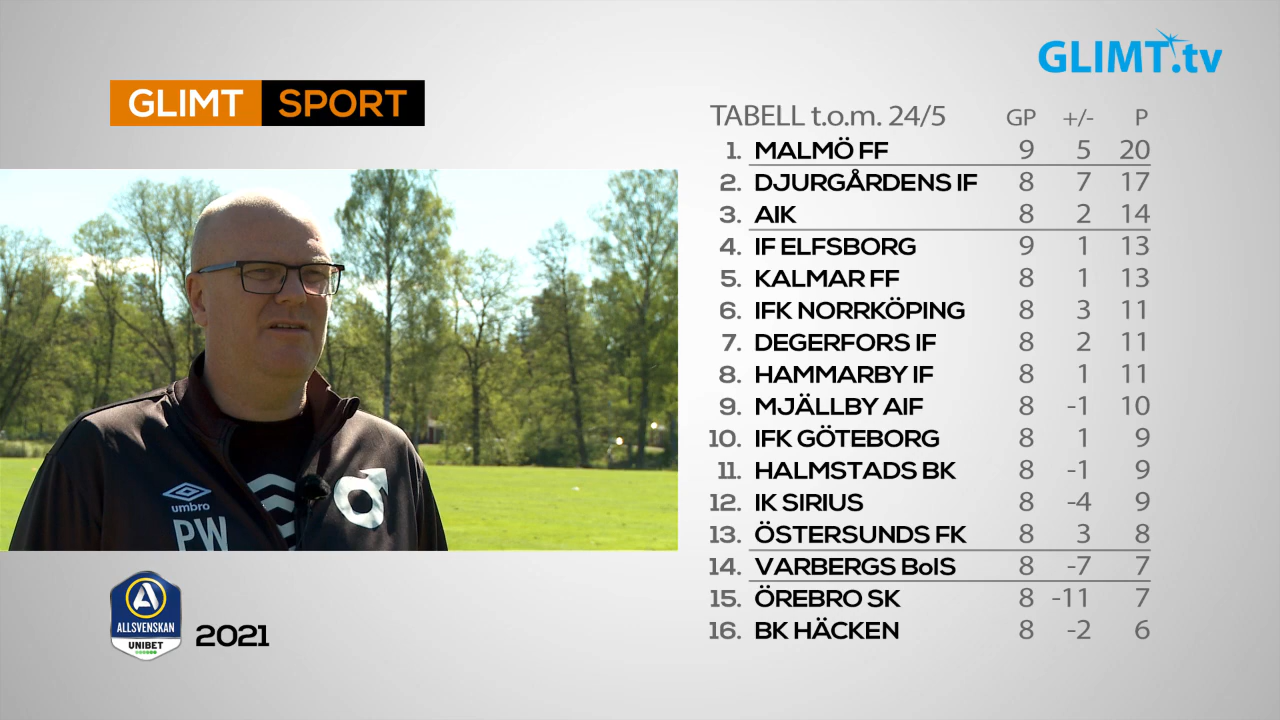 GLIMT.tv
GLIMT SPORT
TABELL t.o.m. 24/5 GP +/- P
1. MALMÖ FF 9 5 20
2. DJURGÅRDENS IF 8 7 17
3. AIK 8 2 14
4. IF ELFSBORG 9 1 13
5. KALMAR FF 8 1 13
6. IFK NORRKÖPING 8 3 11
7. DEGERFORS IF 8 2 11
8. HAMMARBY IF 8 1 11
9. MJÄLLBY AIF 8 -1 10
10. IFK GÖTEBORG 8 1 9
11. HALMSTADS BK 8 -1 9
12. IK SIRIUS 8 -4 9
13. ÖSTERSUNDS FK 8 3 8
14. VARBERGS BoIS 8 -7 7
15. ÖREBRO SK 8 -11 7
16. BK HÄCKEN 8 -2 6
umbro
PW
A
ALLSVENSKAN
UNIBET
2021